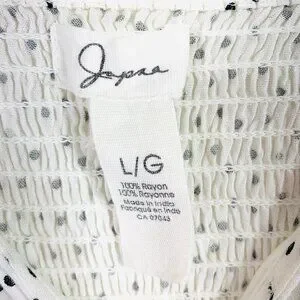 Japna
L/G
100% Rayon
100% Rayonne
Made in India
Fabriqué en Inde
CA 07043